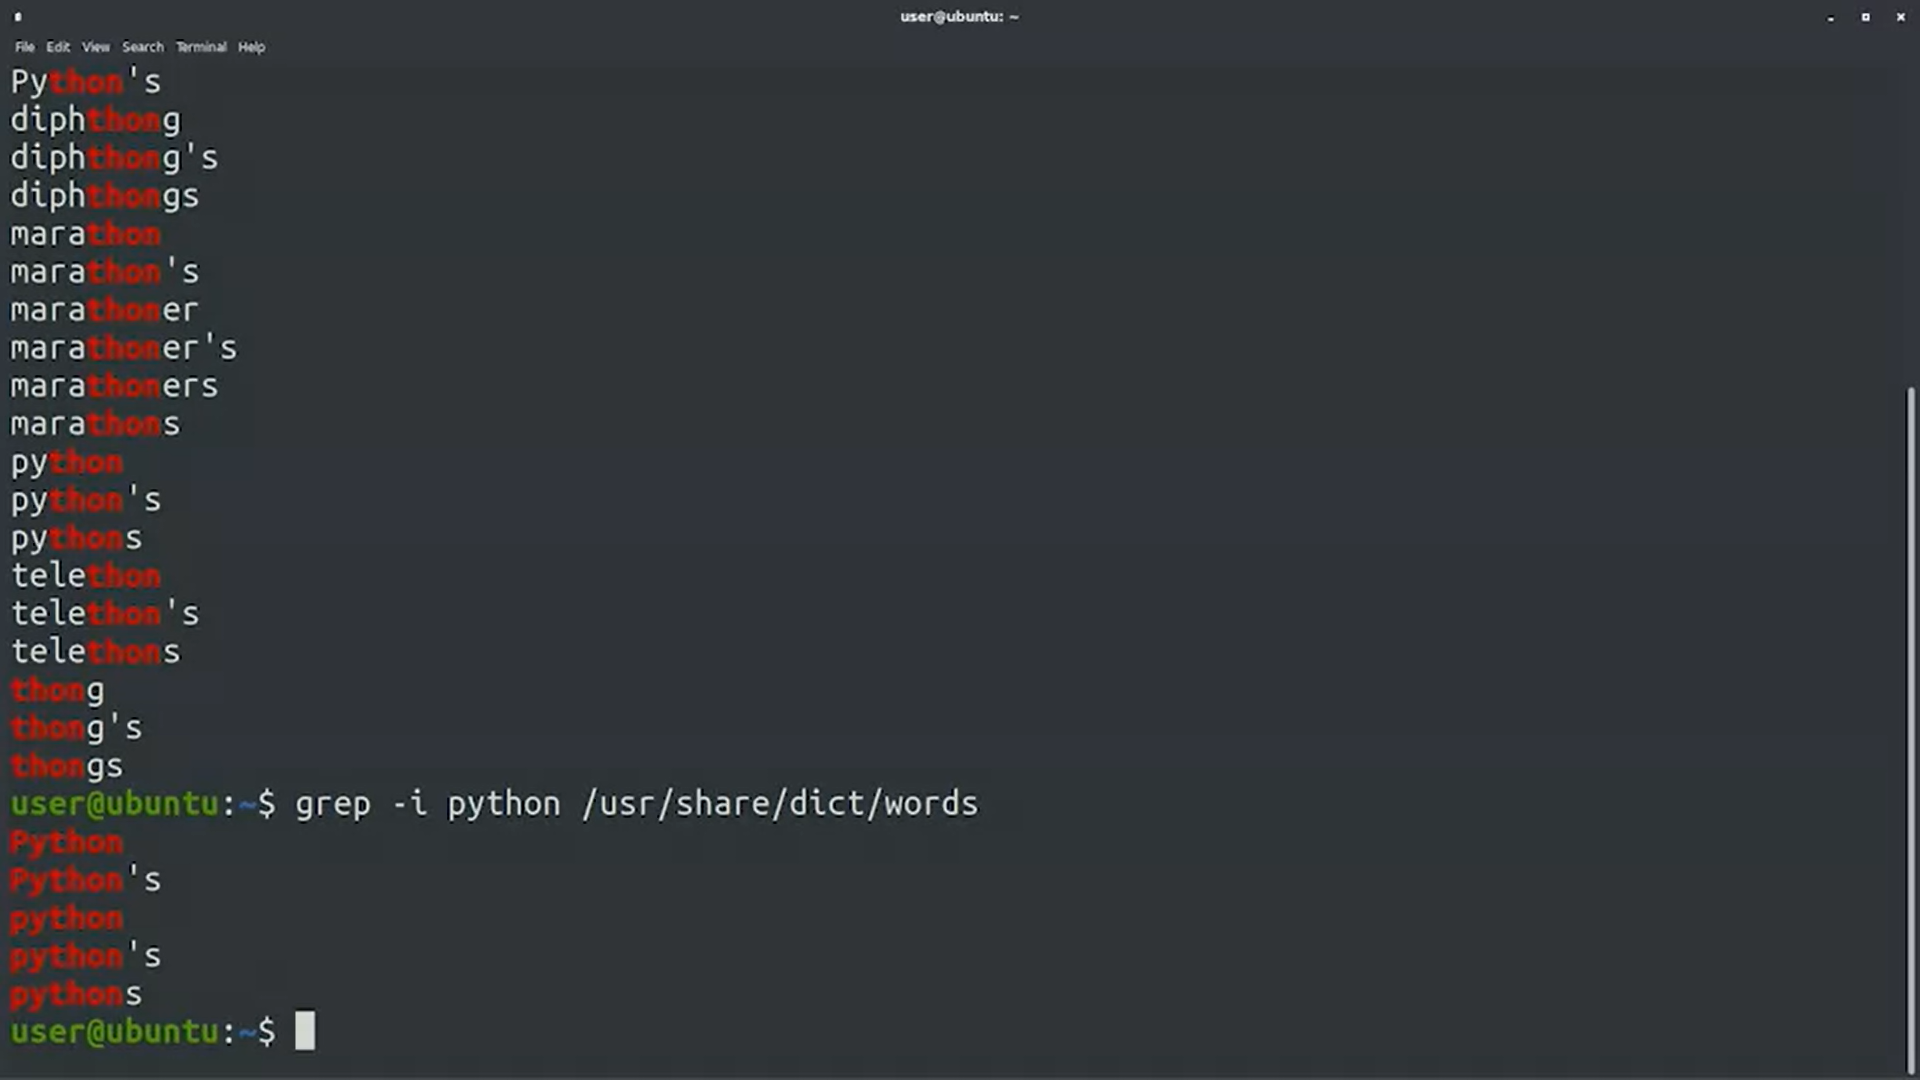 user@ubuntu: ~
File Edit View Search Terminal Help
Python's
diphthong
diphthong's
diphthongs
marathon
marathon's
marathoner
marathoner's
marathoners
marathons
python
python's
pythons
telethon
telethon's
telethons
thong
thong's
thongs
user@ubuntu:~$ grep -i python /usr/share/dict/words
Python
Python's
python
python's
pythons
user@ubuntu:~$